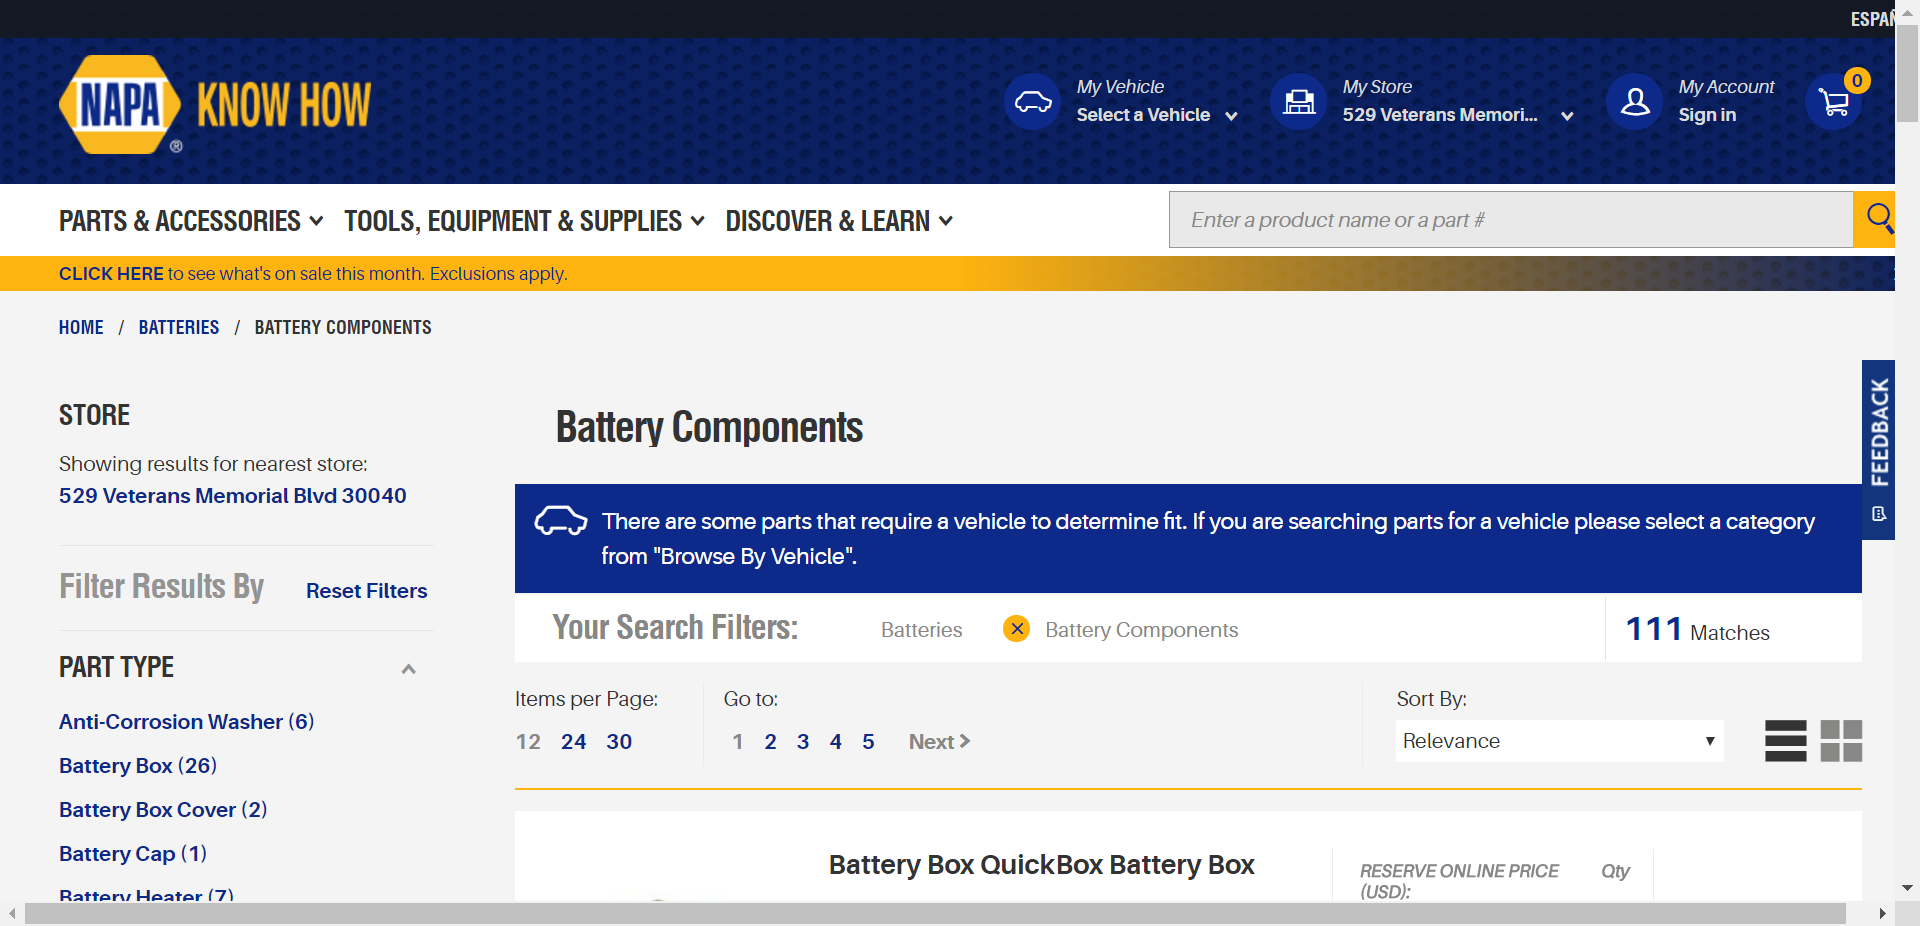 ESPAÑ
NAPA KNOW HOW
®
My Vehicle
Select a Vehicle
My Store
529 Veterans Memori...
My Account
Sign in
0
PARTS & ACCESSORIES
TOOLS, EQUIPMENT & SUPPLIES
DISCOVER & LEARN
Enter a product name or a part #
CLICK HERE to see what's on sale this month. Exclusions apply.
HOME / BATTERIES / BATTERY COMPONENTS
STORE
Showing results for nearest store:
529 Veterans Memorial Blvd 30040
Filter Results By
Reset Filters
PART TYPE
Anti-Corrosion Washer (6)
Battery Box (26)
Battery Box Cover (2)
Battery Cap (1)
Battery Heater (7)
Battery Components
There are some parts that require a vehicle to determine fit. If you are searching parts for a vehicle please select a category
from "Browse By Vehicle".
Your Search Filters:
Batteries
Battery Components
111 Matches
Items per Page:
12 24 30
Go to:
1 2 3 4 5 Next
Sort By:
Relevance
Battery Box QuickBox Battery Box
RESERVE ONLINE PRICE
(USD):
Qty
FEEDBACK